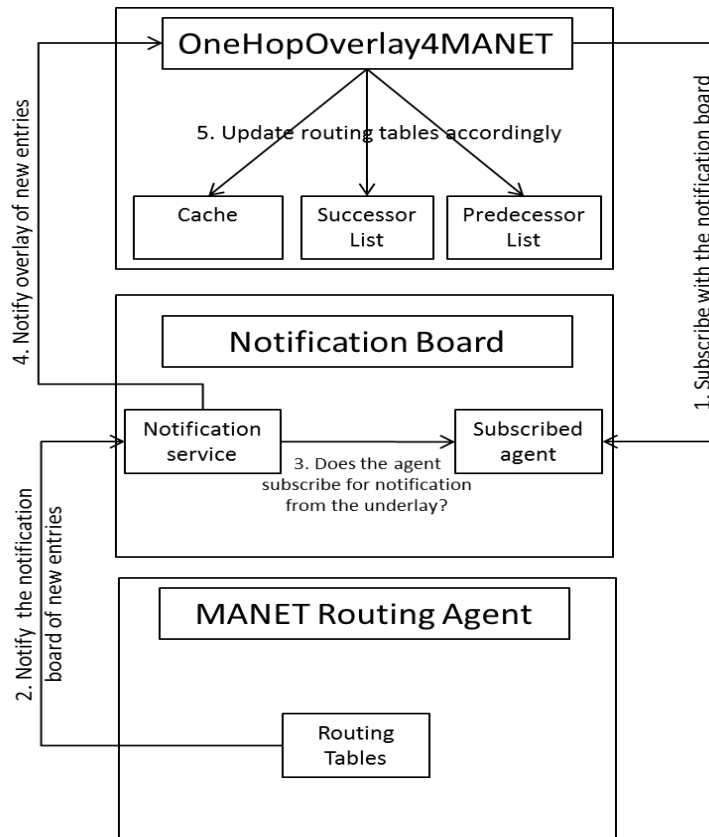 OneHopOverlay4MANET
5. Update routing tables accordingly
Cache
Successor
List
Predecessor
List
4. Notify overlay of new entries
1. Subscribe with the notification board
Notification Board
Notification
service
Subscribed
agent
3. Does the agent
subscribe for notification
from the underlay?
2. Notify the notification
board of new entries
MANET Routing Agent
Routing
Tables